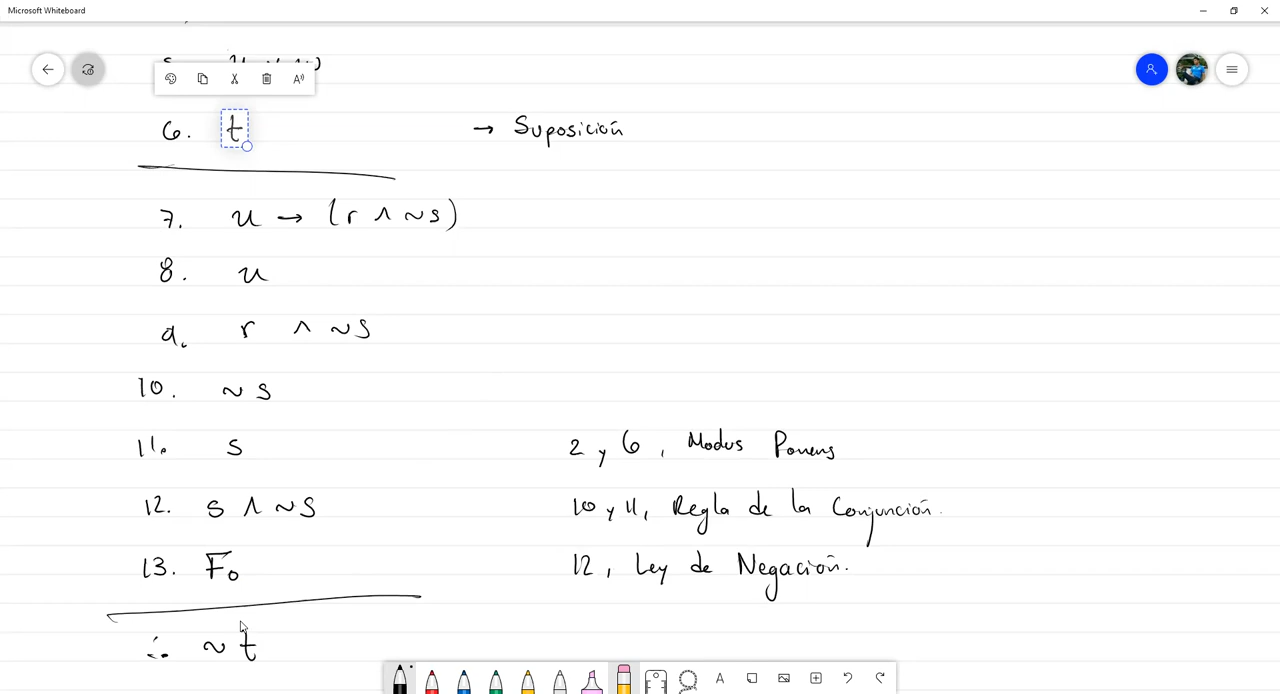 Microsoft Whiteboard
6. t → Suposición
7. u → (r ∧ ~s)
8. u
9. r ∧ ~s
10. ~s
11. s 2 y 6, Modus Ponens
12. s ∧ ~s 10 y 11, Regla de la Conjunción.
13. F₀ 12, Ley de Negación.
∴ ~t